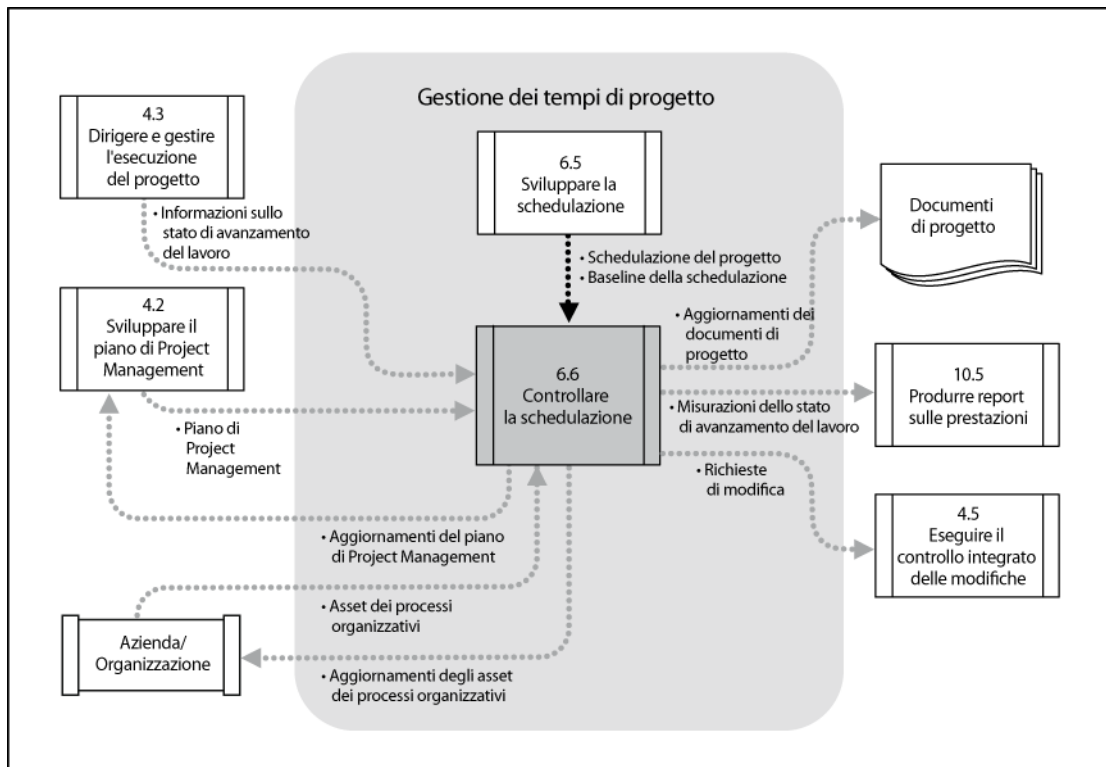 Gestione dei tempi di progetto
4.3
Dirigere e gestire
l'esecuzione
del progetto
• Informazioni sullo
stato di avanzamento
del lavoro
6.5
Sviluppare la
schedulazione
• Schedulazione del progetto
• Baseline della schedulazione
Documenti
di progetto
4.2
Sviluppare il
piano di Project
Management
• Piano di
Project
Management
6.6
Controllare
la schedulazione
• Aggiornamenti dei
documenti di
progetto
10.5
Produrre report
sulle prestazioni
• Misurazioni dello stato
di avanzamento del lavoro
• Richieste
di modifica
4.5
Eseguire il
controllo integrato
delle modifiche
• Aggiornamenti del piano
di Project Management
• Asset dei processi
organizzativi
Azienda/
Organizzazione
• Aggiornamenti degli asset
dei processi organizzativi